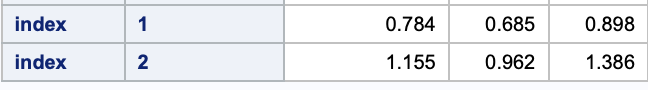 index 1 0.784 0.685 0.898
index 2 1.155 0.962 1.386